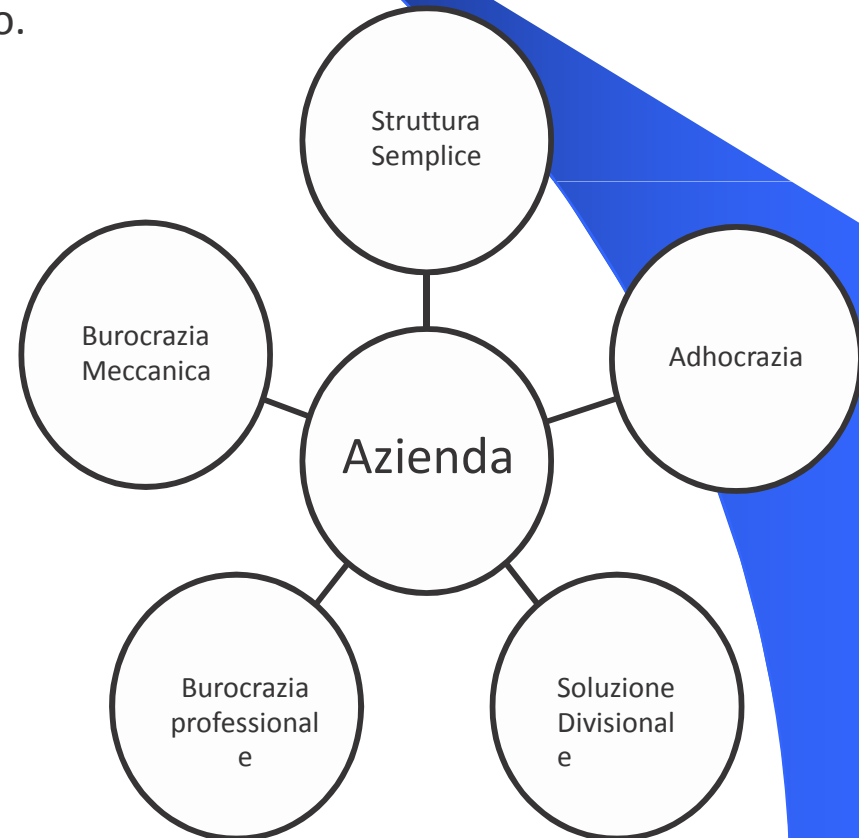 o.
Struttura
Semplice
Burocrazia
Meccanica
Adhocrazia
Azienda
Burocrazia
professional
e
Soluzione
Divisional
e